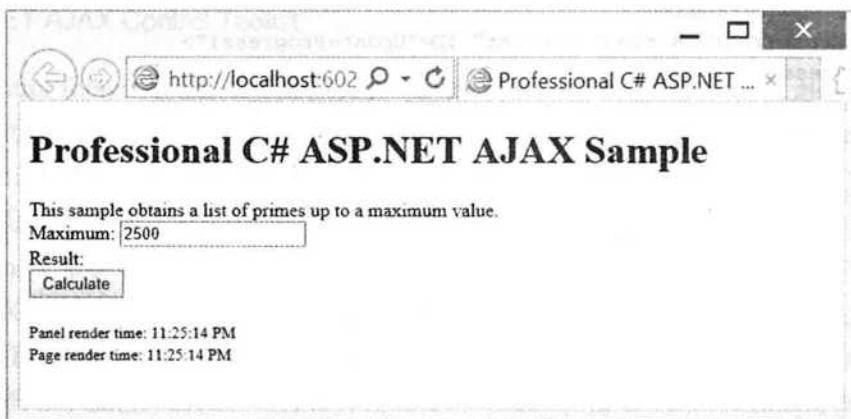 http://localhost:602
Professional C# ASP.NET ...
Professional C# ASP.NET AJAX Sample
This sample obtains a list of primes up to a maximum value.
Maximum: 2500
Result:
Calculate
Panel render time: 11:25:14 PM
Page render time: 11:25:14 PM